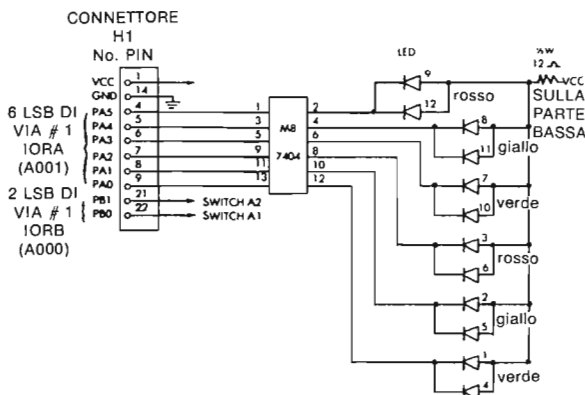 CONNETTORE
H1
No. PIN
VCC 1
GND 14
6 LSB DI
VIA # 1
IORA
(A001)
PA5 4
PA4 5
PA3 6
PA2 7
PA1 8
PA0 9
2 LSB DI
VIA # 1
IORB
(A000)
PB1 21
PB0 22
SWITCH A2
SWITCH A1
1
3
5
9
11
13
M8
7404
2
4
6
8
10
12
LED
9
12
rosso
8
11
giallo
7
10
verde
3
6
rosso
2
5
giallo
1
4
verde
½W
12
VCC
SULLA
PARTE
BASSA